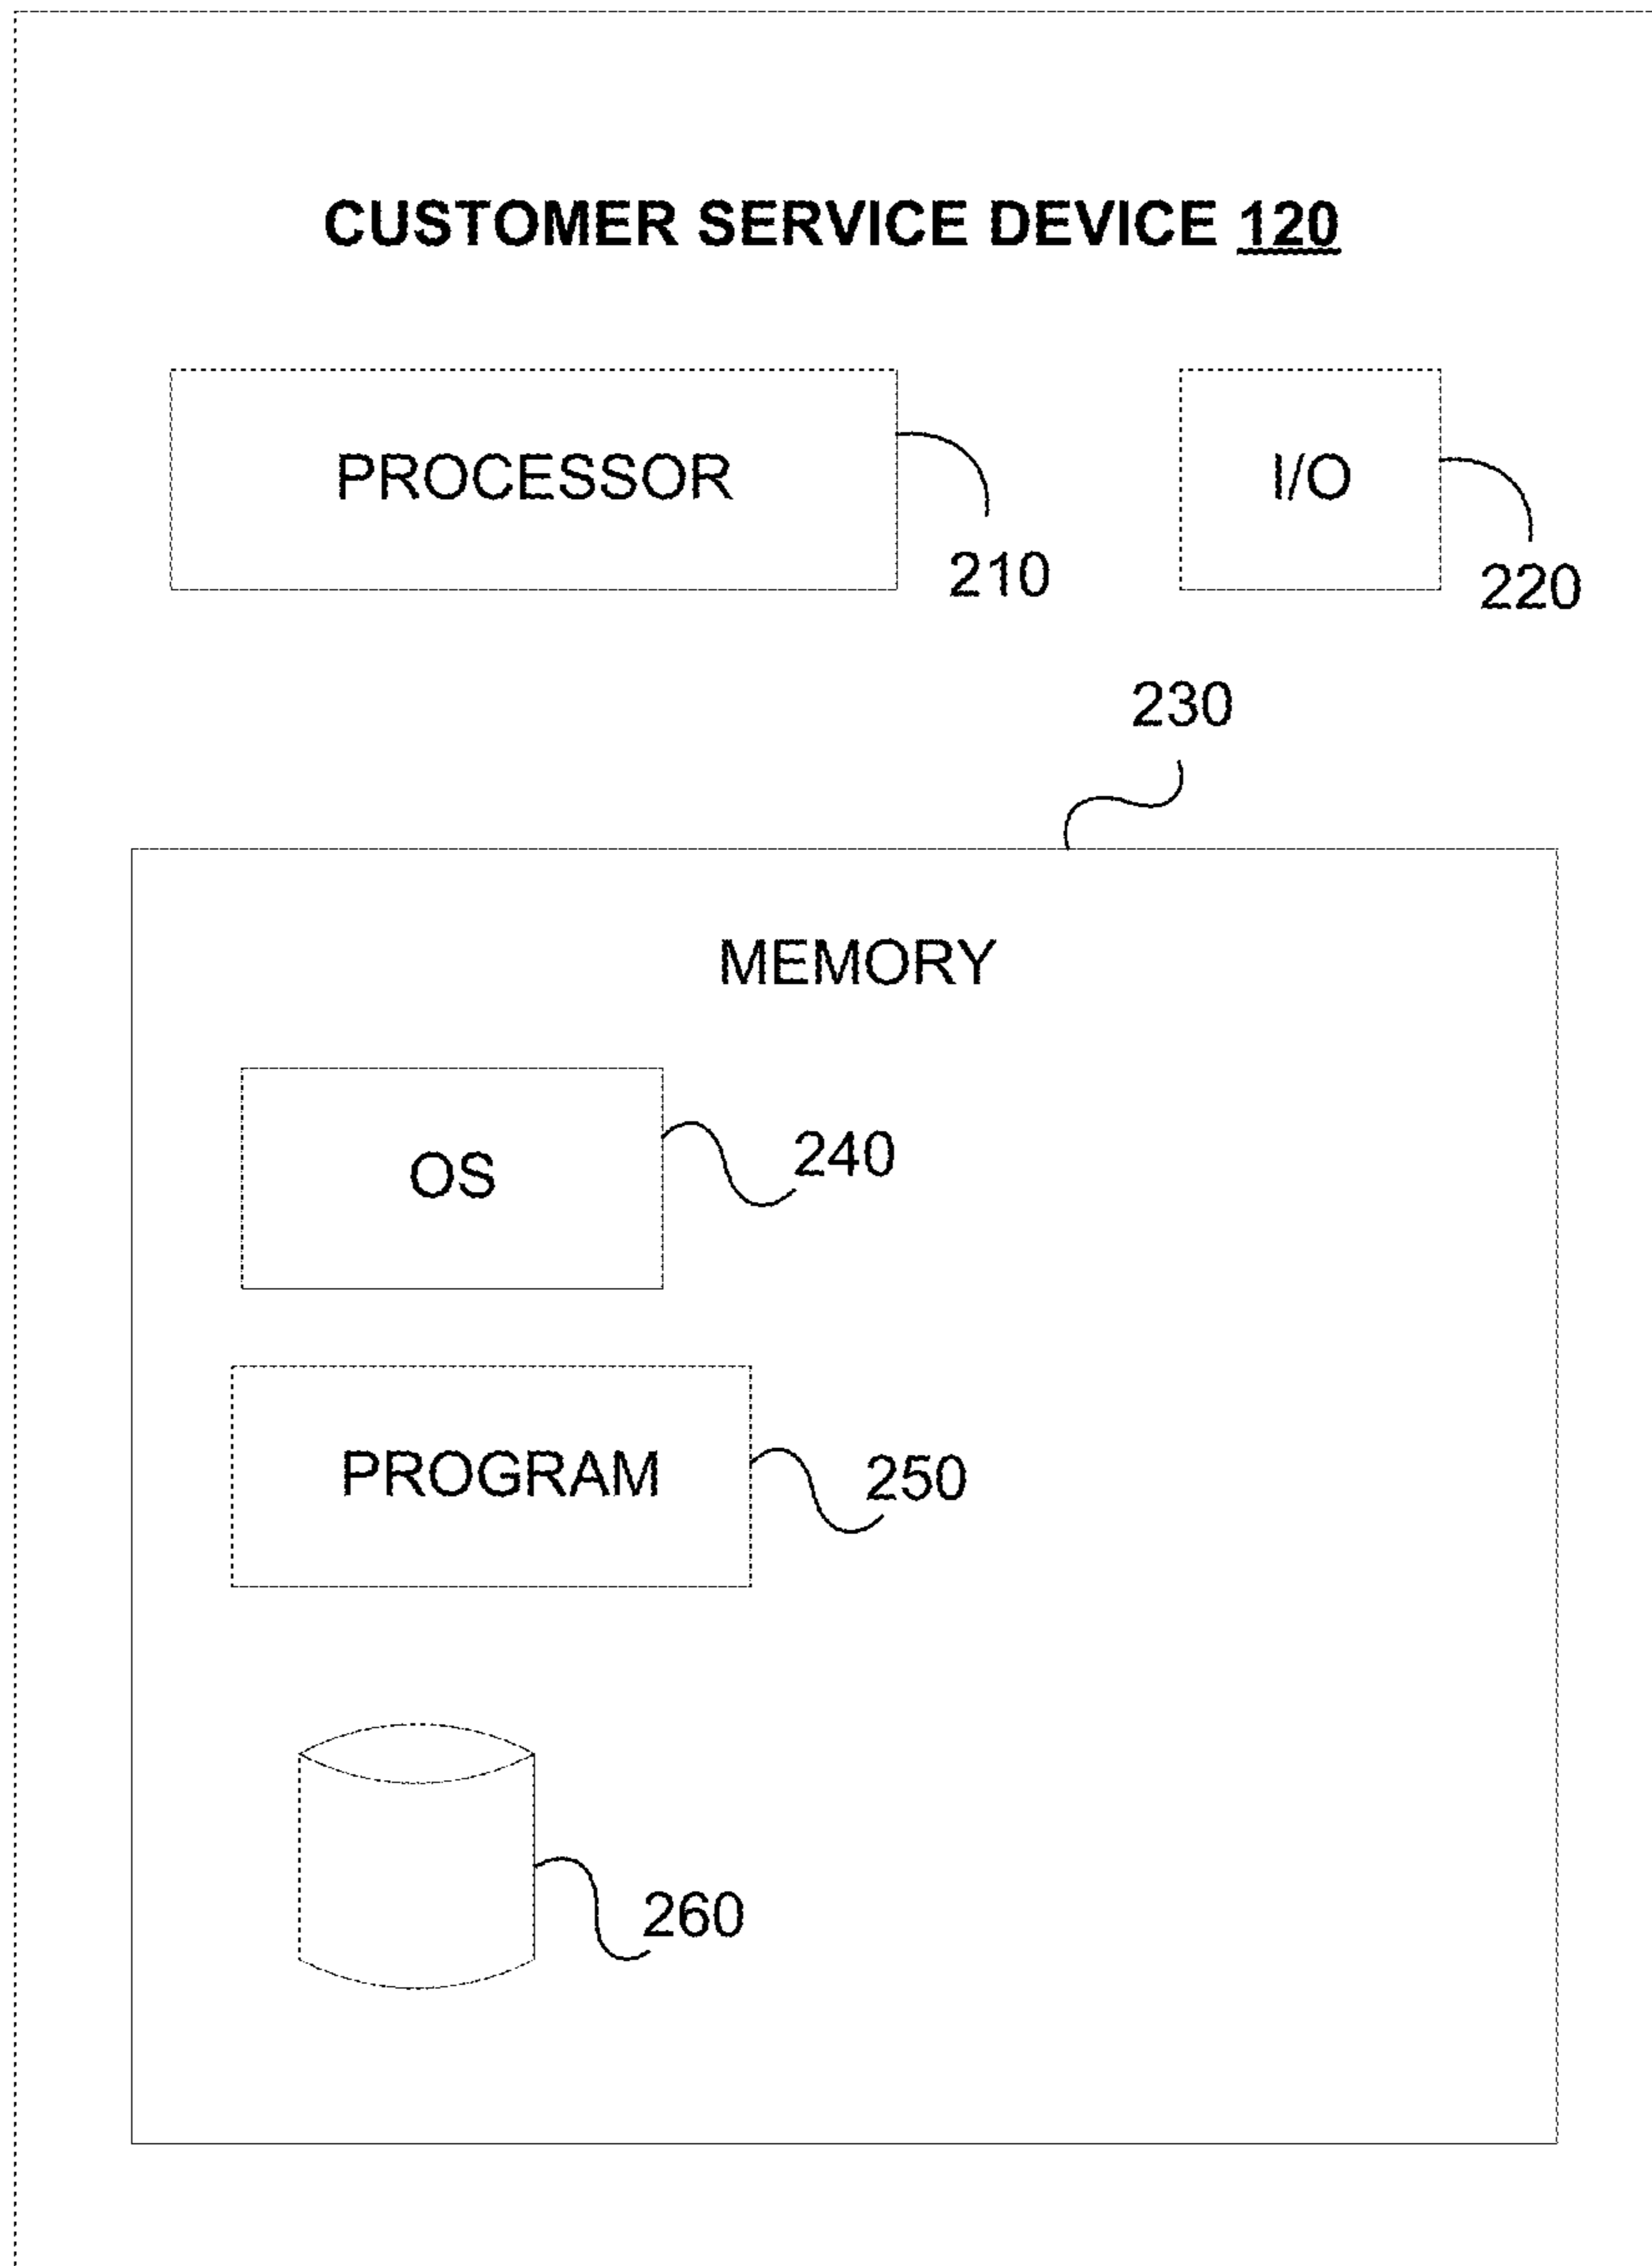 CUSTOMER SERVICE DEVICE 120
PROCESSOR
I/O
210
220
230
MEMORY
OS
240
PROGRAM
250
260